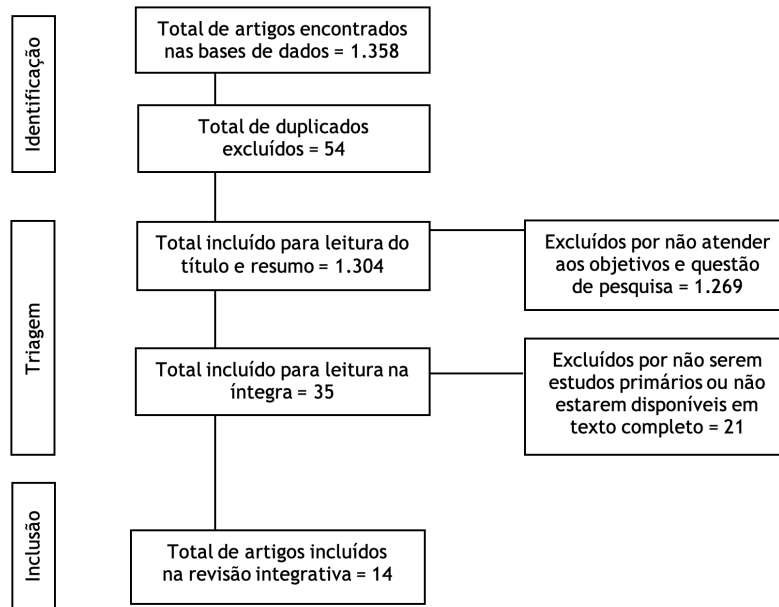 Identificação
Total de artigos encontrados
nas bases de dados = 1.358
Total de duplicados
excluídos = 54
Triagem
Total incluído para leitura do
título e resumo = 1.304
Excluídos por não atender
aos objetivos e questão
de pesquisa = 1.269
Total incluído para leitura na
íntegra = 35
Excluídos por não serem
estudos primários ou não
estarem disponíveis em
texto completo = 21
Inclusão
Total de artigos incluídos
na revisão integrativa = 14